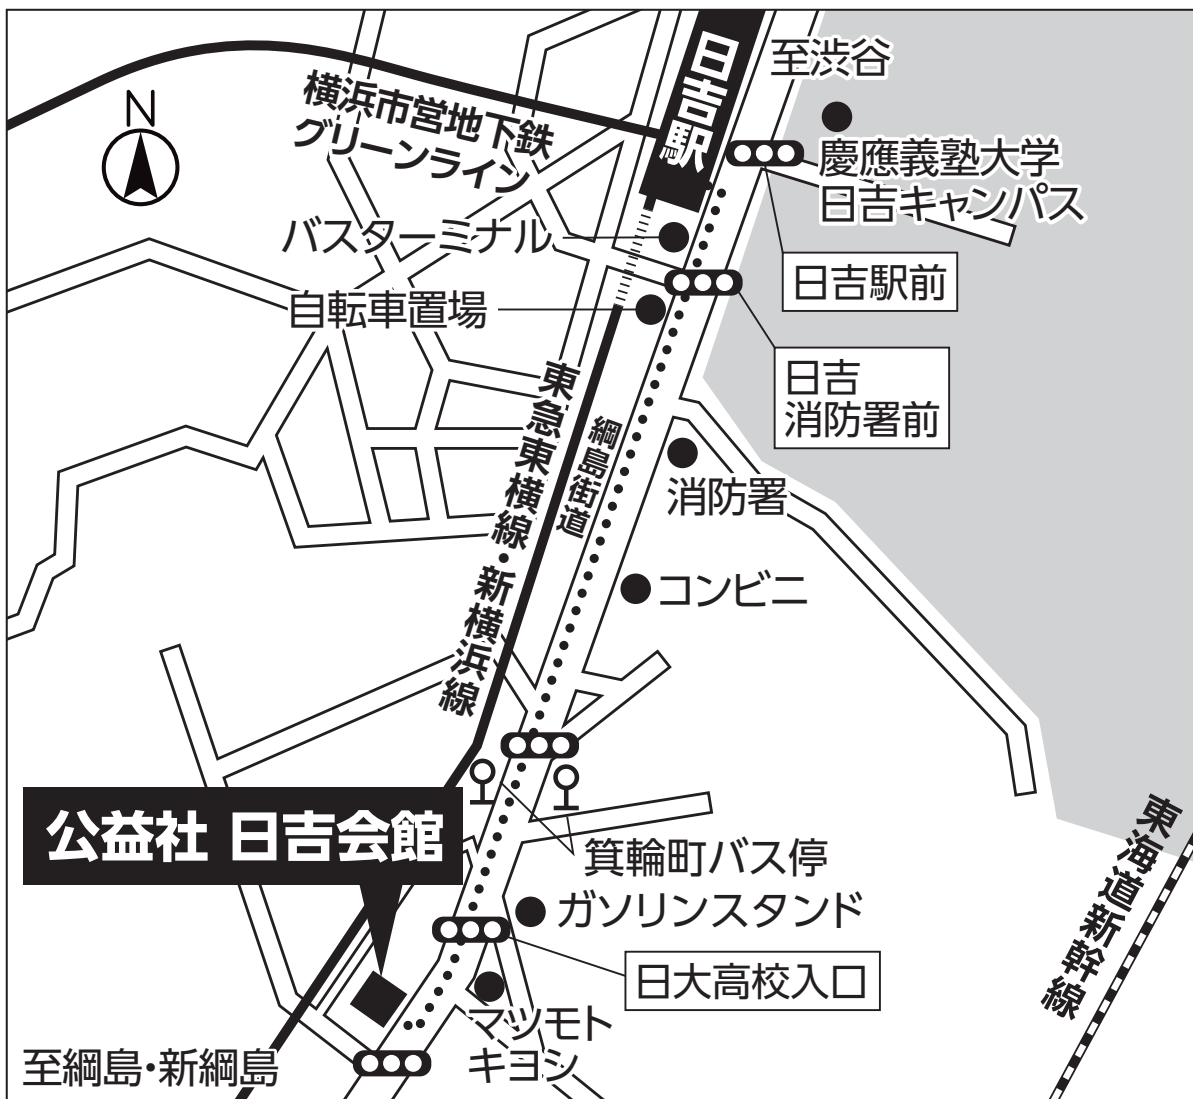 日吉駅
至渋谷
N
横浜市営地下鉄
グリーンライン
慶應義塾大学
日吉キャンパス
バスターミナル
日吉駅前
自転車置場
日吉
消防署前
東急東横線・新横浜線
綱島街道
消防署
コンビニ
公益社 日吉会館
箕輪町バス停
ガソリンスタンド
東海道新幹線
日大高校入口
マツモト
キヨシ
至綱島・新綱島